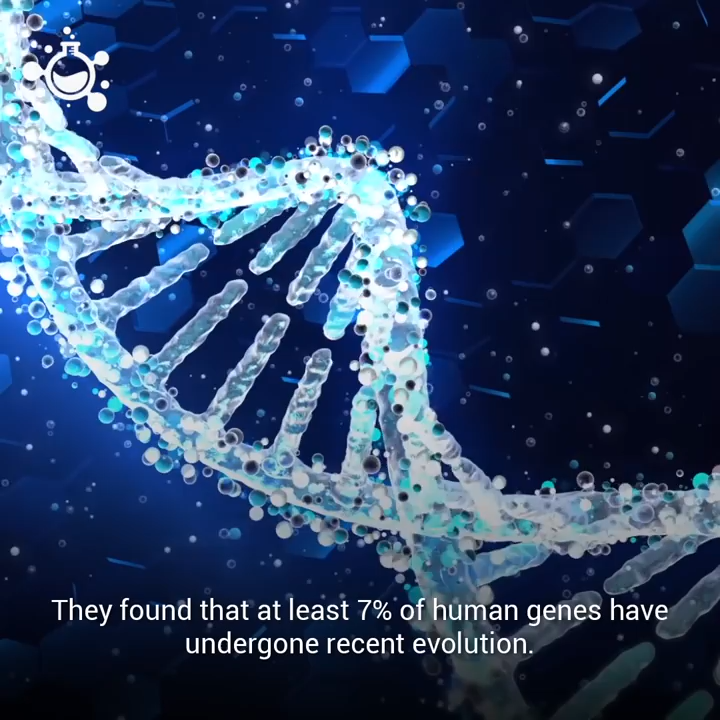 They found that at least 7% of human genes have
undergone recent evolution.